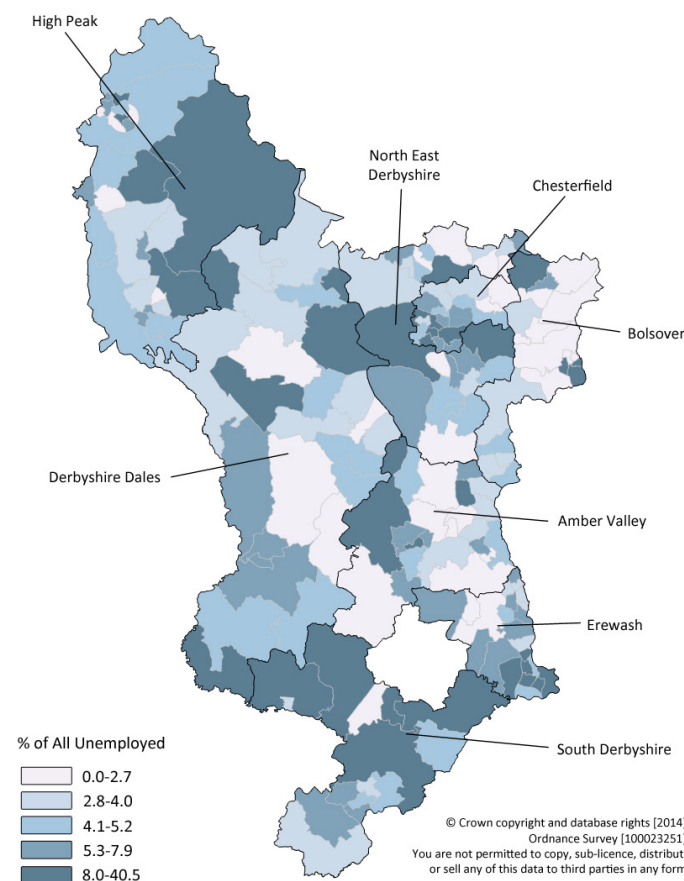 High Peak
North East
Derbyshire
Chesterfield
Bolsover
Derbyshire Dales
Amber Valley
Erewash
South Derbyshire
% of All Unemployed
0.0-2.7
2.8-4.0
4.1-5.2
5.3-7.9
8.0-40.5
© Crown copyright and database rights [2014]
Ordnance Survey [100023251]
You are not permitted to copy, sub-licence, distribut
or sell any of this data to third parties in any form